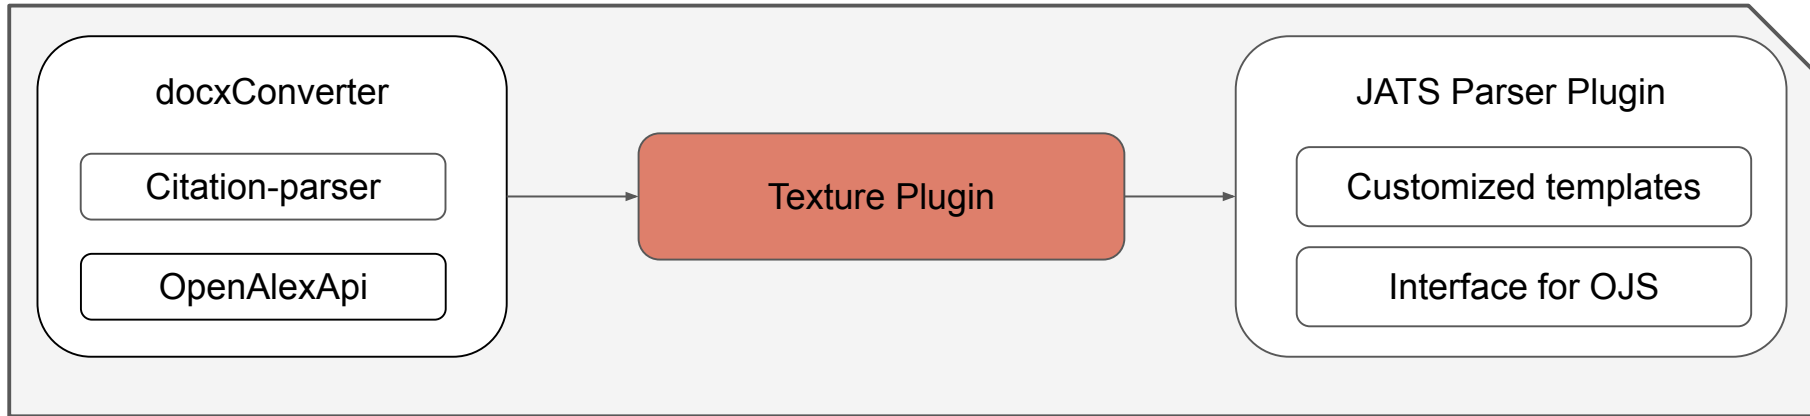 docxConverter
Citation-parser
OpenAlexApi
Texture Plugin
JATS Parser Plugin
Customized templates
Interface for OJS